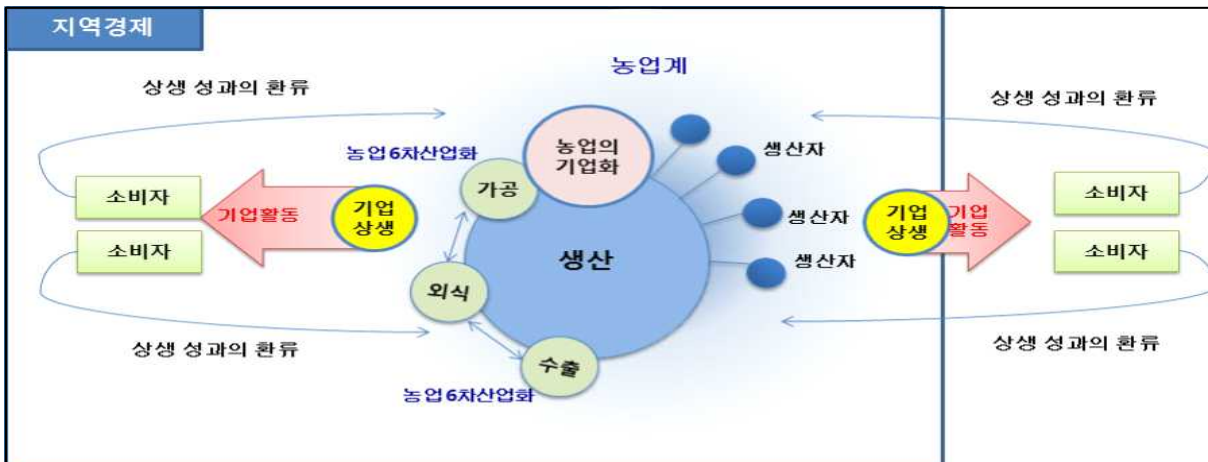 지역경제
농업계
상생 성과의 환류
상생 성과의 환류
농업6차산업화
농업의
기업화
생산자
가공
소비자
기업활동
기업
상생
생산자
기업
상생
기업
활동
소비자
소비자
생산
생산자
소비자
외식
상생 성과의 환류
수출
상생 성과의 환류
농업6차산업화